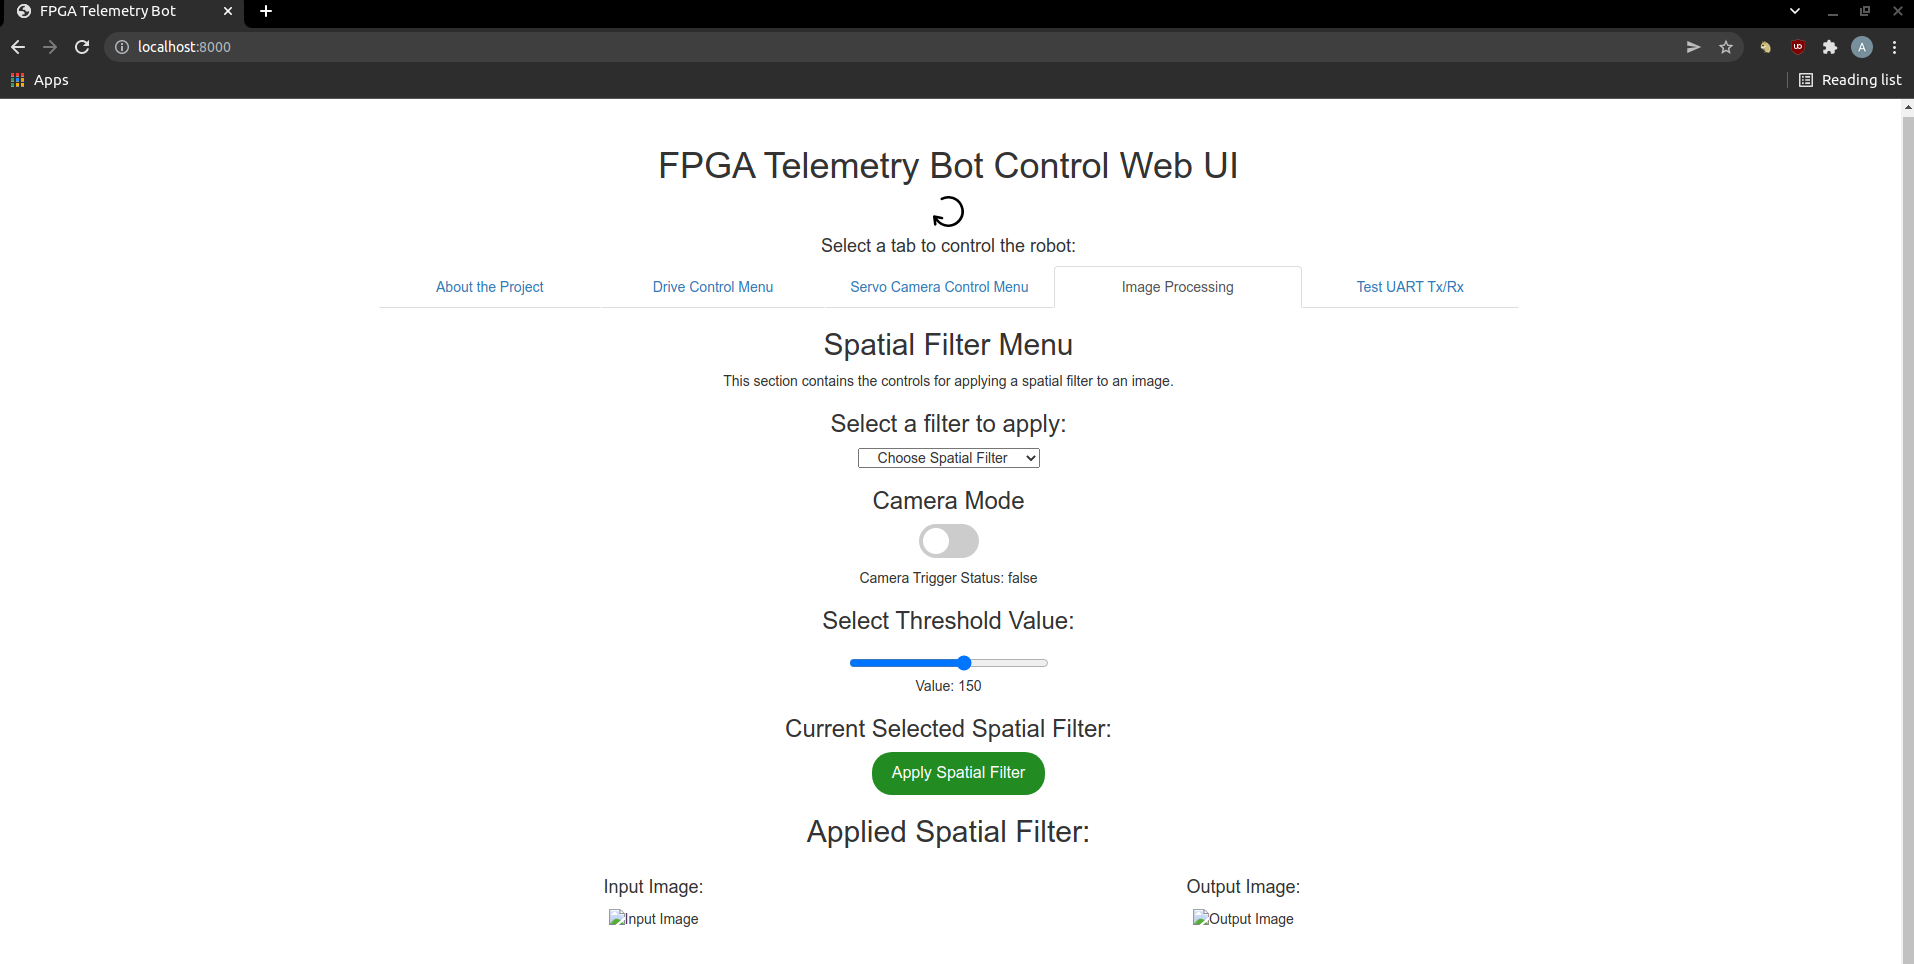 FPGA Telemetry Bot
localhost:8000
A
Apps
Reading list
FPGA Telemetry Bot Control Web UI
Select a tab to control the robot:
About the Project Drive Control Menu Servo Camera Control Menu Image Processing Test UART Tx/Rx
Spatial Filter Menu
This section contains the controls for applying a spatial filter to an image.
Select a filter to apply:
Choose Spatial Filter
Camera Mode
Camera Trigger Status: false
Select Threshold Value:
Value: 150
Current Selected Spatial Filter:
Apply Spatial Filter
Applied Spatial Filter:
Input Image: Output Image:
Input Image Output Image